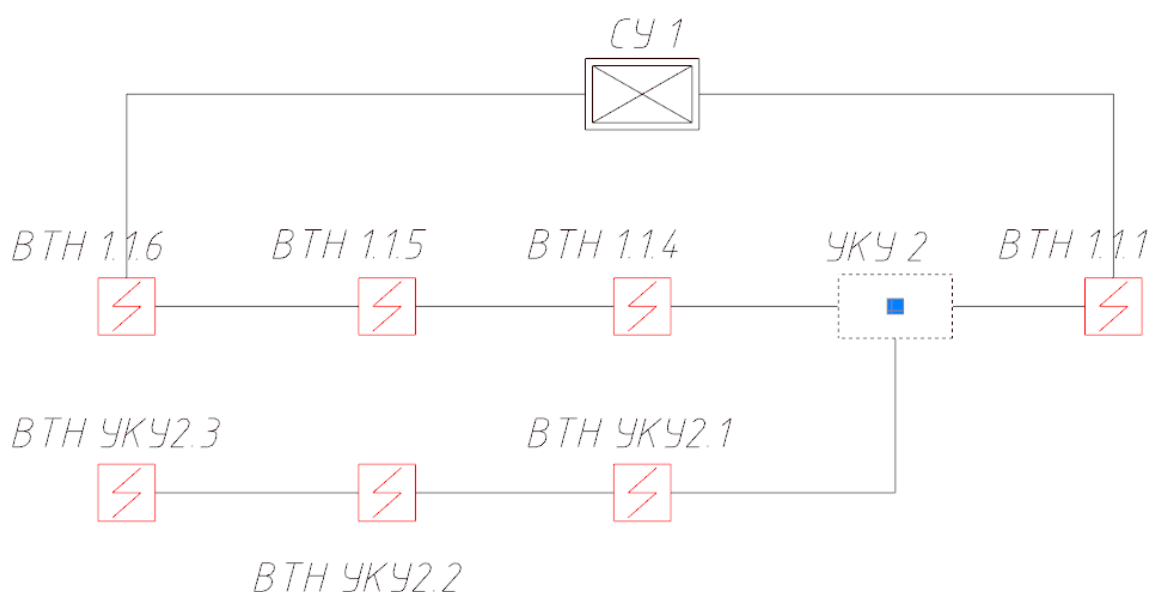 СУ 1
ВТН 1.1.6
ВТН 1.1.5
ВТН 1.1.4
УКУ 2
ВТН 1.1.1
ВТН УКУ2.3
ВТН УКУ2.1
ВТН УКУ2.2